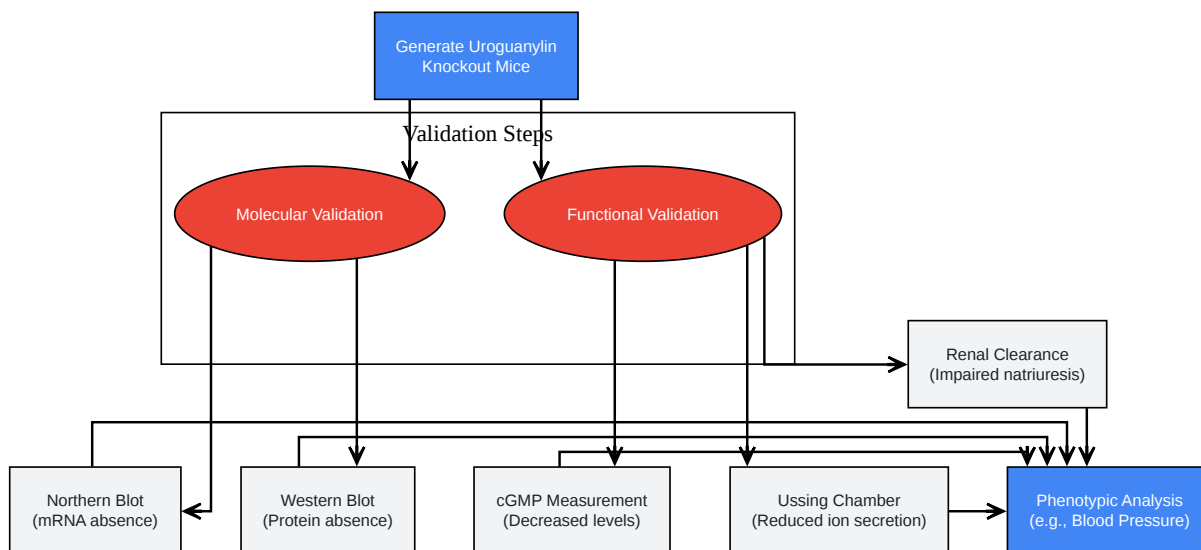 Generate Uroguanylin
Knockout Mice
Validation Steps
Molecular Validation
Functional Validation
Renal Clearance
(Impaired natriuresis)
Northern Blot
(mRNA absence)
Western Blot
(Protein absence)
cGMP Measurement
(Decreased levels)
Ussing Chamber
(Reduced ion secretion)
Phenotypic Analysis
(e.g., Blood Pressure)